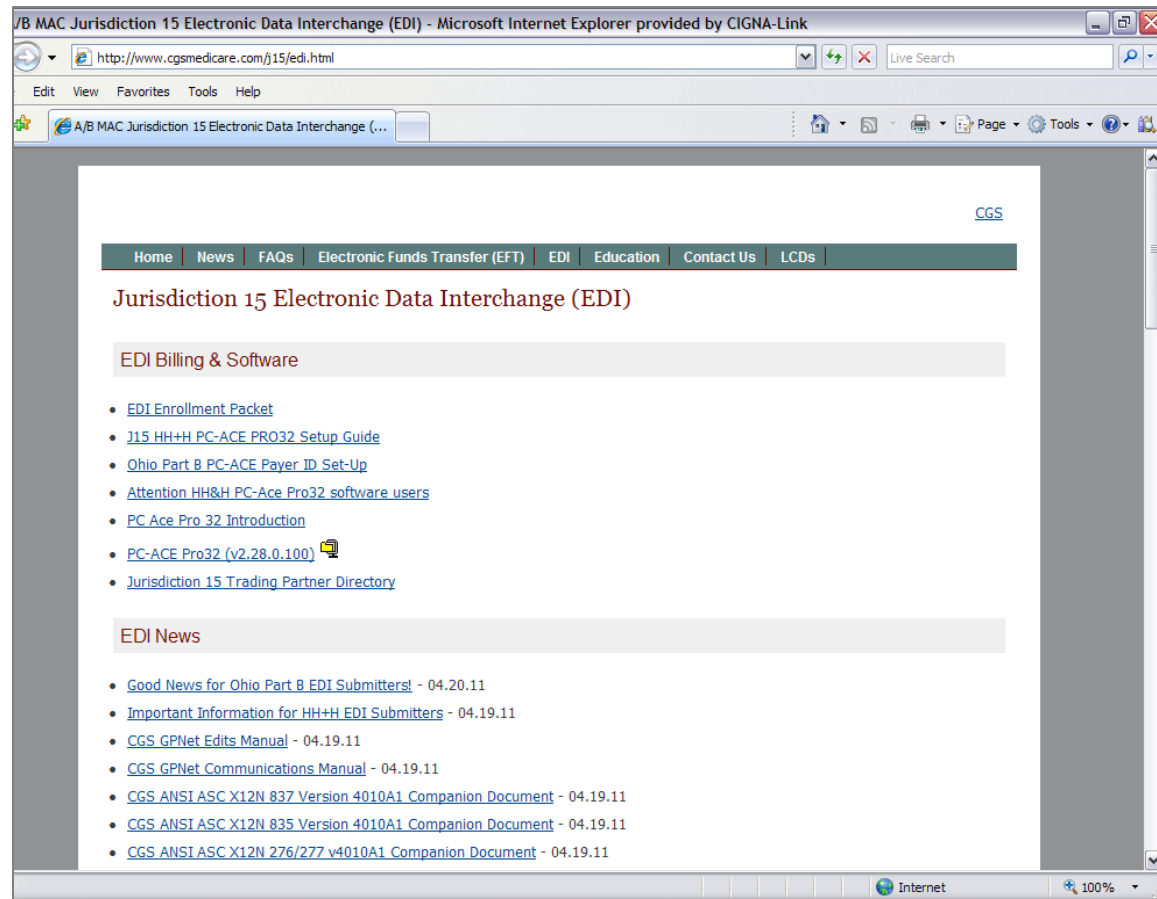 /B MAC Jurisdiction 15 Electronic Data Interchange (EDI) - Microsoft Internet Explorer provided by CIGNA-Link
http://www.cgsmedicare.com/j15/edi.html
Live Search
Edit View Favorites Tools Help
A/B MAC Jurisdiction 15 Electronic Data Interchange (...
Page Tools
CGS
Home News FAQs Electronic Funds Transfer (EFT) EDI Education Contact Us LCDs
Jurisdiction 15 Electronic Data Interchange (EDI)
EDI Billing & Software
EDI Enrollment Packet
J15 HH+H PC-ACE PRO32 Setup Guide
Ohio Part B PC-ACE Payer ID Set-Up
Attention HH&H PC-Ace Pro32 software users
PC Ace Pro 32 Introduction
PC-ACE Pro32 (v2.28.0.100)
Jurisdiction 15 Trading Partner Directory
EDI News
Good News for Ohio Part B EDI Submitters! - 04.20.11
Important Information for HH+H EDI Submitters - 04.19.11
CGS GPNet Edits Manual - 04.19.11
CGS GPNet Communications Manual - 04.19.11
CGS ANSI ASC X12N 837 Version 4010A1 Companion Document - 04.19.11
CGS ANSI ASC X12N 835 Version 4010A1 Companion Document - 04.19.11
CGS ANSI ASC X12N 276/277 v4010A1 Companion Document - 04.19.11
Internet 100%